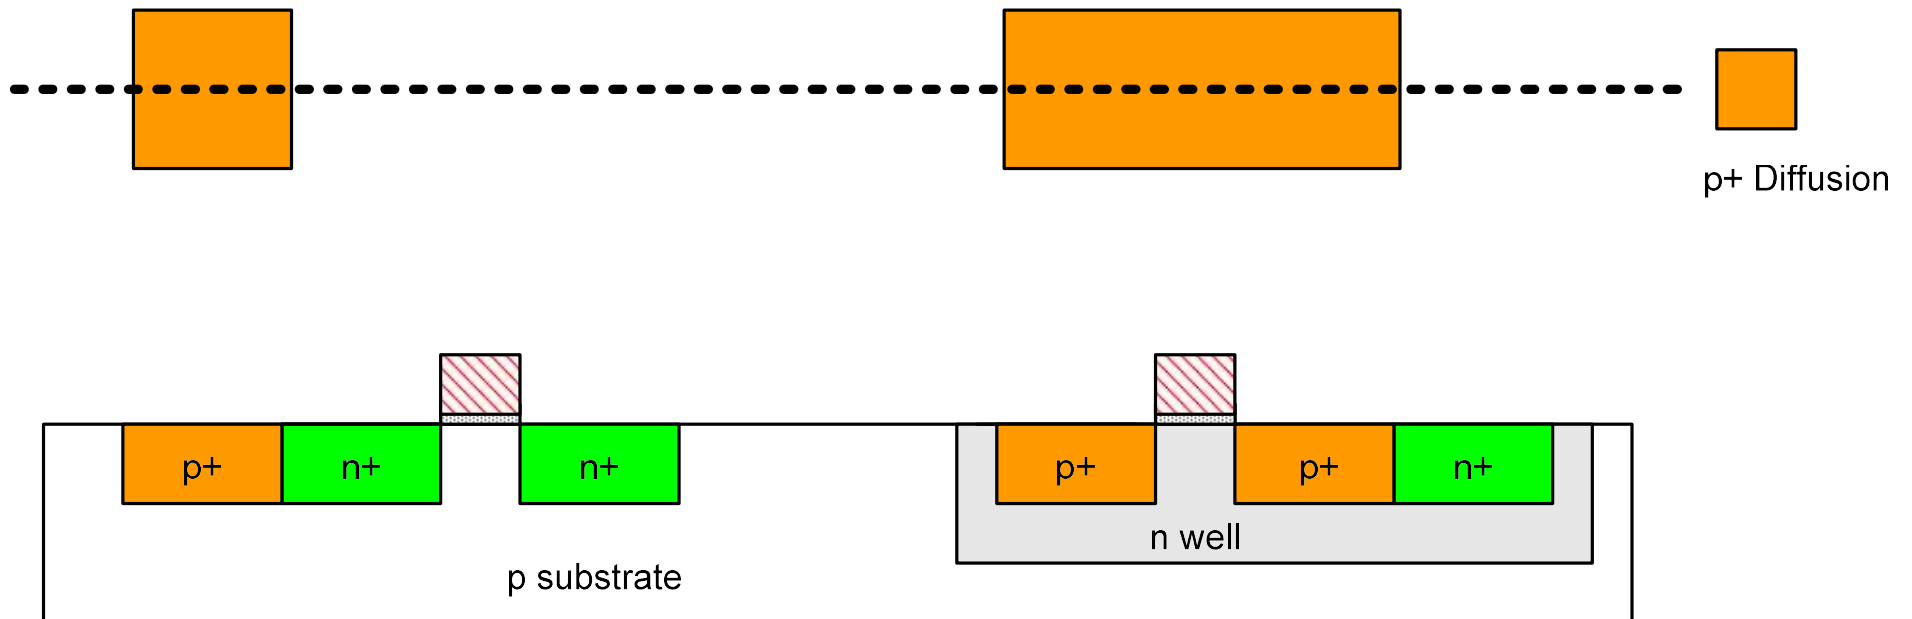 p+ Diffusion
p+
n+
n+
p+
p+
n+
n well
p substrate